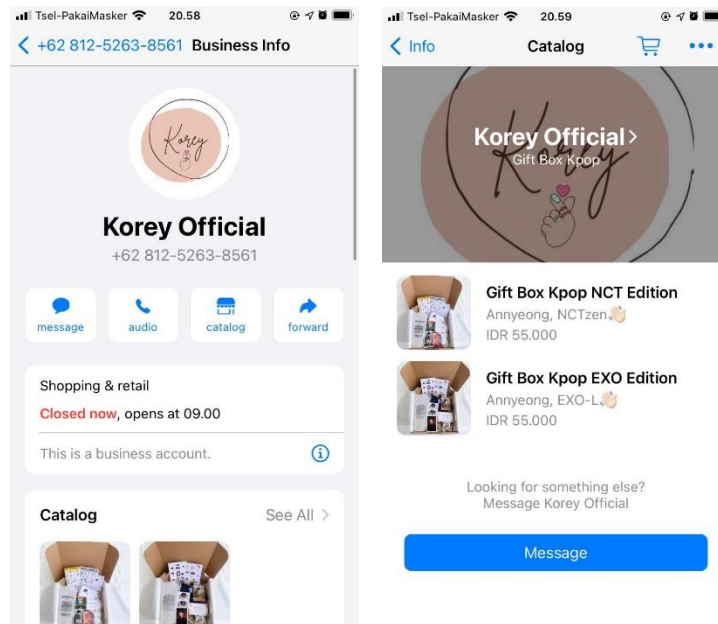 Tsel-PakaiMasker 20.58
+62 812-5263-8561 Business Info
Korey
Korey Official
+62 812-5263-8561
message audio catalog forward
Shopping & retail
Closed now, opens at 09.00
This is a business account.
Catalog See All >
Tsel-PakaiMasker 20.59
Info Catalog
Korey
Korey Official >
Gift Box Kpop
Gift Box Kpop NCT Edition
Annyeong, NCTzen👋🏻
IDR 55.000
Gift Box Kpop EXO Edition
Annyeong, EXO-L👋🏻
IDR 55.000
Looking for something else?
Message Korey Official
Message